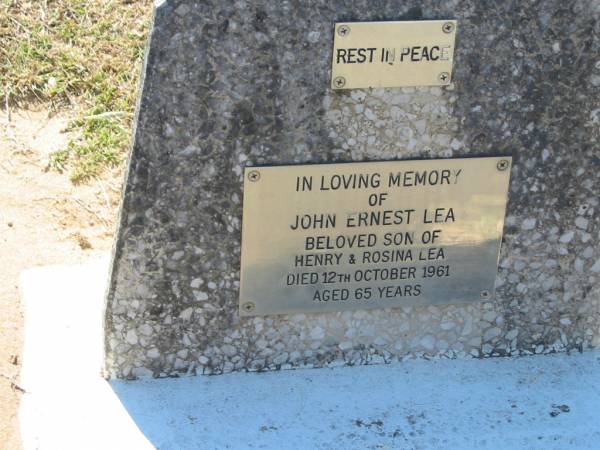 REST IN PEACE
IN LOVING MEMORY
OF
JOHN ERNEST LEA
BELOVED SON OF
HENRY & ROSINA LEA
DIED 12TH OCTOBER 1961
AGED 65 YEARS